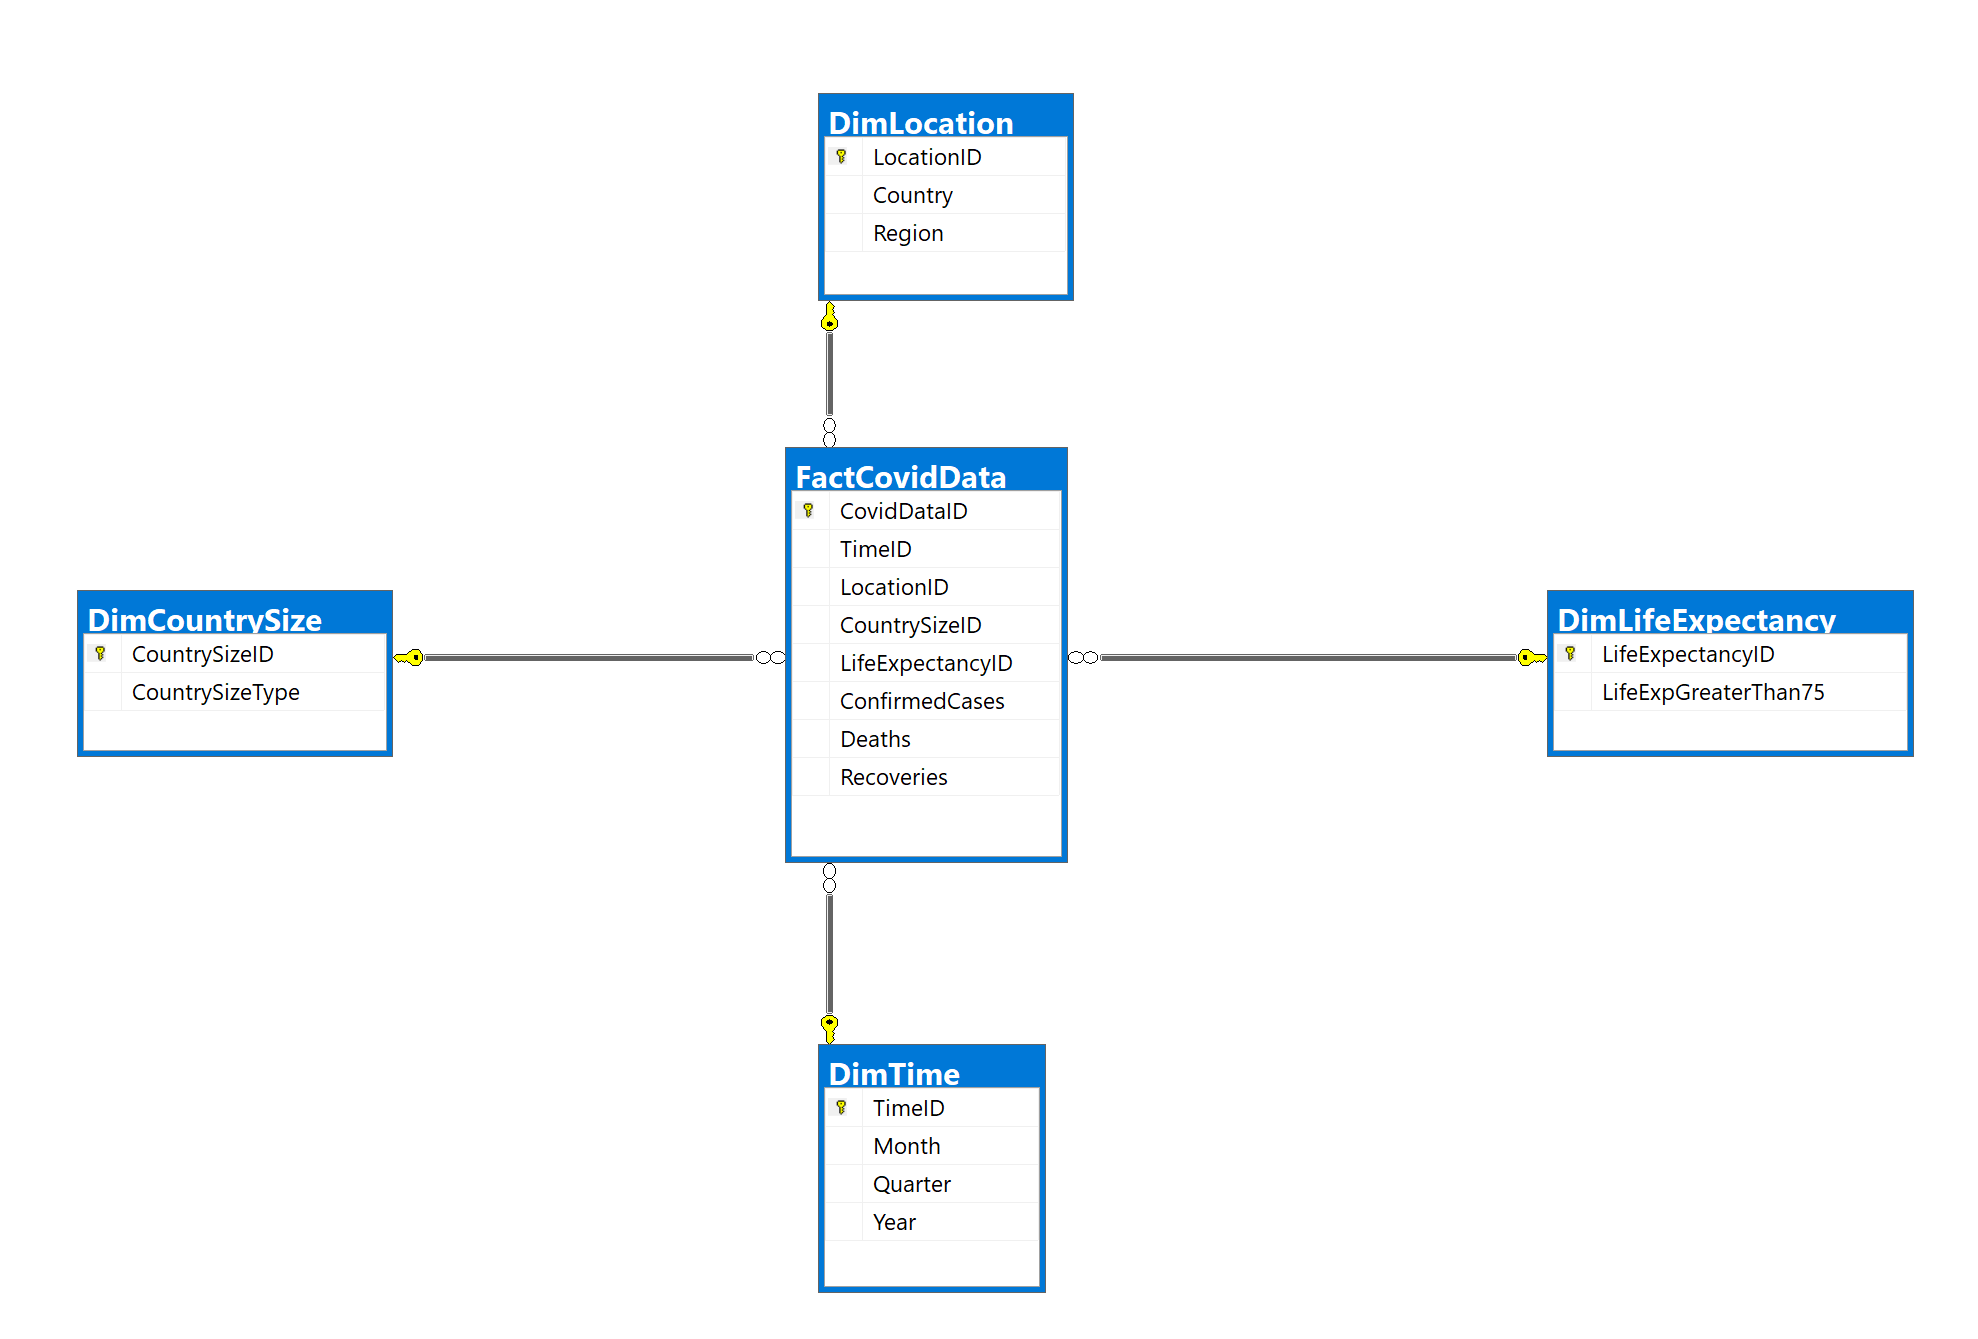 DimLocation
LocationID
Country
Region
FactCovidData
CovidDataID
TimeID
LocationID
CountrySizeID
LifeExpectancyID
ConfirmedCases
Deaths
Recoveries
DimCountrySize
CountrySizeID
CountrySizeType
DimLifeExpectancy
LifeExpectancyID
LifeExpGreaterThan75
DimTime
TimeID
Month
Quarter
Year